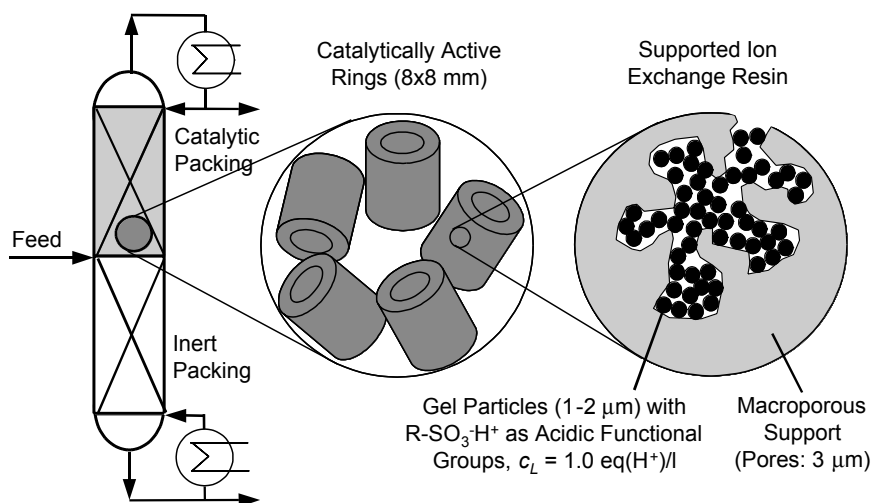 Catalytically Active
Rings (8x8 mm)
Supported Ion
Exchange Resin
Catalytic
Packing
Feed
Inert
Packing
Gel Particles (1-2 μm) with
R-SO₃⁻H⁺ as Acidic Functional
Groups, c_L = 1.0 eq(H⁺)/l
Macroporous
Support
(Pores: 3 μm)